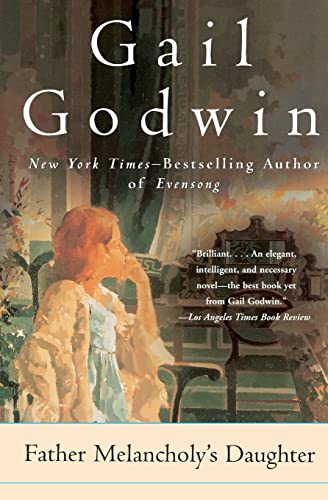 Gail
Godwin
New York Times–Bestselling Author
of Evensong
"Brilliant. . . . An elegant,
intelligent, and necessary
novel—the best book yet
from Gail Godwin."
—Los Angeles Times Book Review
Father Melancholy's Daughter